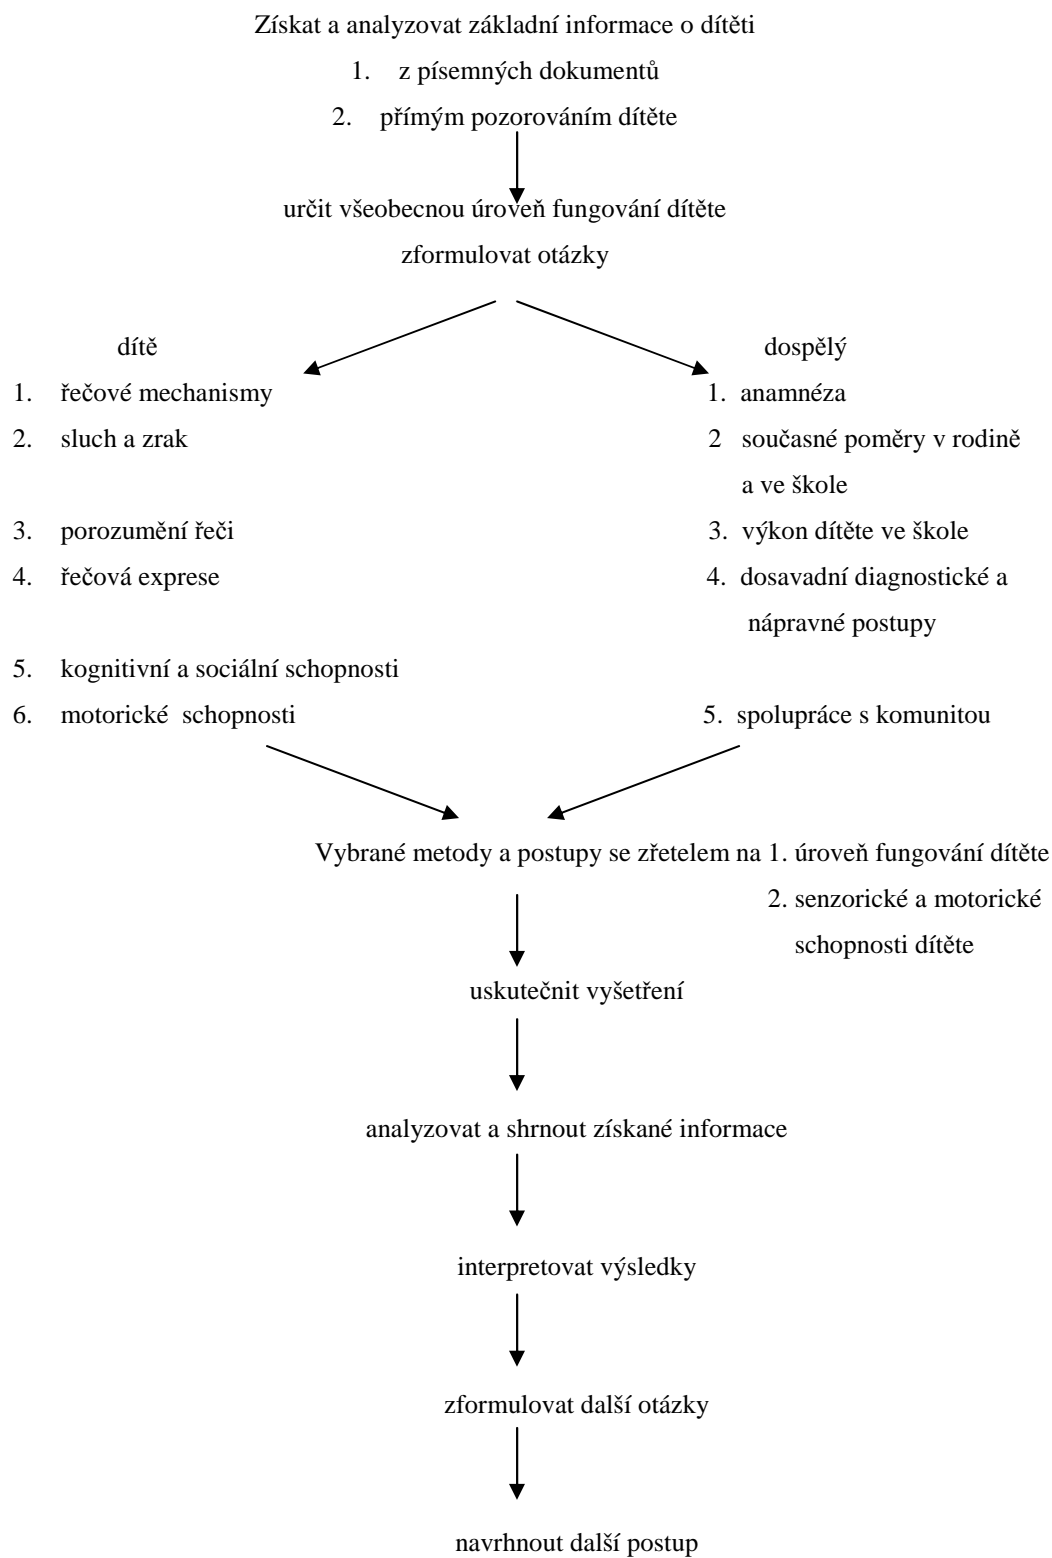 Získat a analyzovat základní informace o dítěti
1. z písemných dokumentů
2. přímým pozorováním dítěte
určit všeobecnou úroveň fungování dítěte
zformulovat otázky
dítě
1. řečové mechanismy
2. sluch a zrak
3. porozumění řeči
4. řečová exprese
5. kognitivní a sociální schopnosti
6. motorické schopnosti
dospělý
1. anamnéza
2 současné poměry v rodině
a ve škole
3. výkon dítěte ve škole
4. dosavadní diagnostické a
nápravné postupy
5. spolupráce s komunitou
Vybrané metody a postupy se zřetelem na 1. úroveň fungování dítěte
2. senzorické a motorické
schopnosti dítěte
uskutečnit vyšetření
analyzovat a shrnout získané informace
interpretovat výsledky
zformulovat další otázky
navrhnout další postup